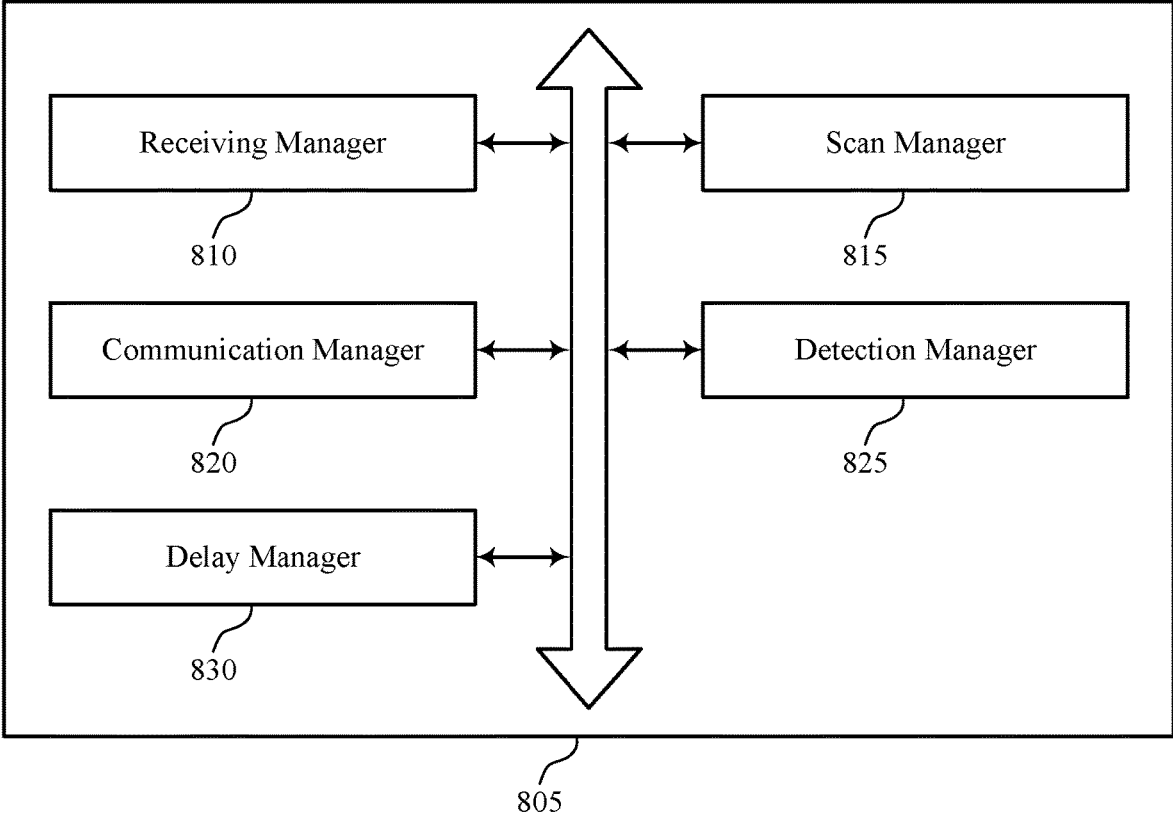 Receiving Manager
Scan Manager
810
815
Communication Manager
Detection Manager
820
825
Delay Manager
830
805